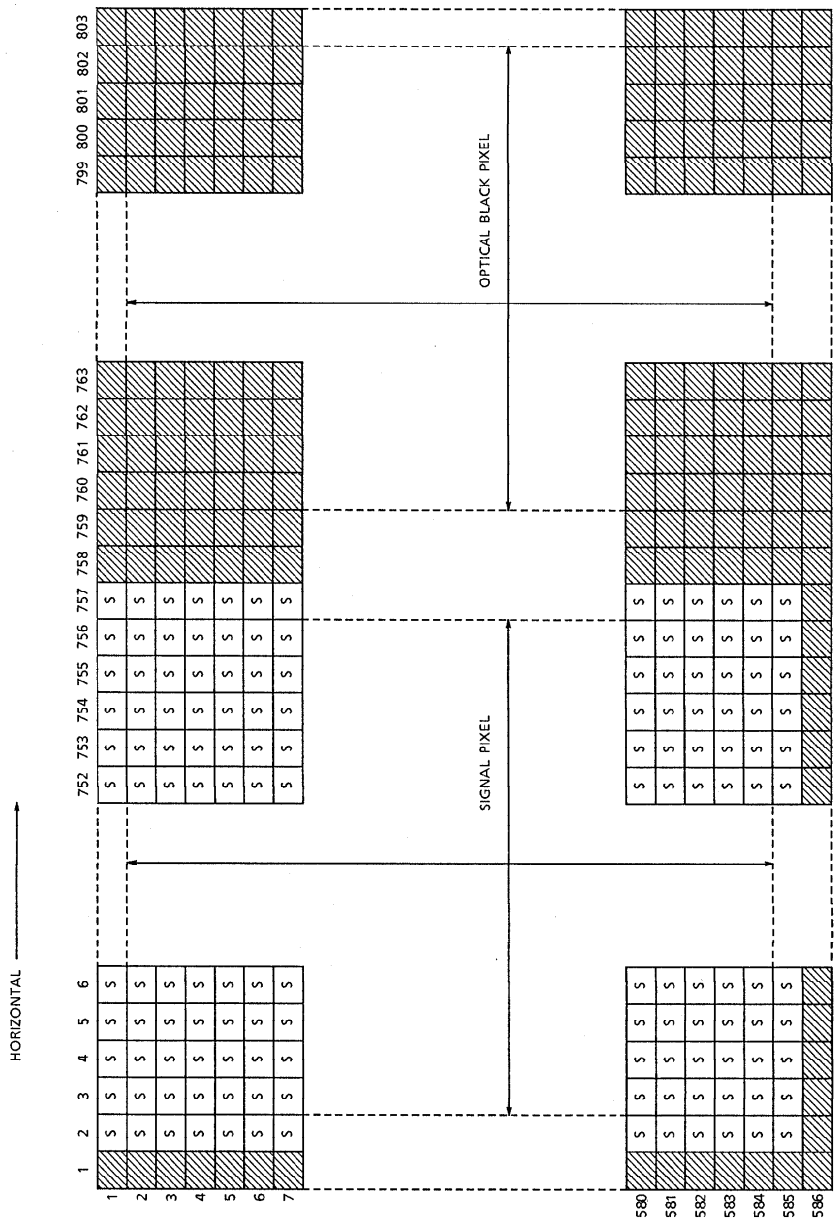 HORIZONTAL
1 2 3 4 5 6 752 753 754 755 756 757 758 759 760 761 762 763 799 800 801 802 803
1 S S S S S S S S S S S
2 S S S S S S S S S S S
3 S S S S S S S S S S S
4 S S S S S S S S S S S
5 S S S S S S S S S S S
6 S S S S S S S S S S S
7 S S S S S S S S S S S
SIGNAL PIXEL
OPTICAL BLACK PIXEL
580 S S S S S S S S S S S
581 S S S S S S S S S S S
582 S S S S S S S S S S S
583 S S S S S S S S S S S
584 S S S S S S S S S S S
585 S S S S S S S S S S S
586